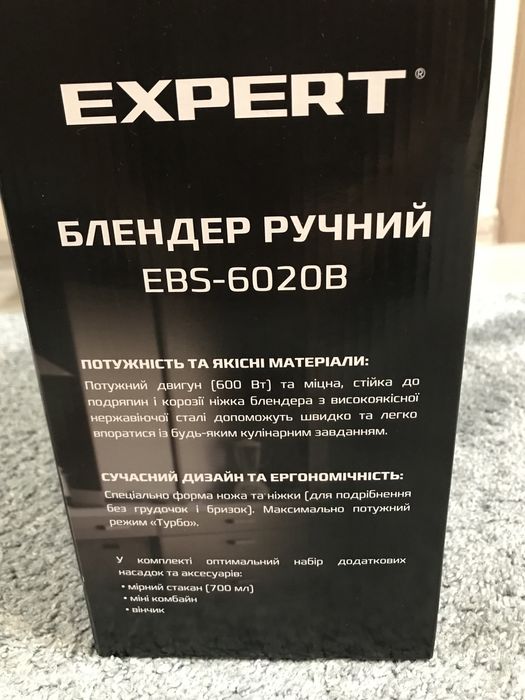 EXPERT®
БЛЕНДЕР РУЧНИЙ
EBS-6020B
ПОТУЖНІСТЬ ТА ЯКІСНІ МАТЕРІАЛИ:
Потужний двигун (600 Вт) та міцна, стійка до
подряпин і корозії ніжка блендера з високоякісної
нержавіючої сталі допоможуть швидко та легко
впоратися із будь-яким кулінарним завданням.
СУЧАСНИЙ ДИЗАЙН ТА ЕРГОНОМІЧНІСТЬ:
Спеціально форма ножа та ніжки (для подрібнення
без грудочок і бризок). Максимально потужний
режим «Турбо».
У комплекті оптимальний набір додаткових
насадок та аксесуарів:
• мірний стакан (700 мл)
• міні комбайн
• вінчик